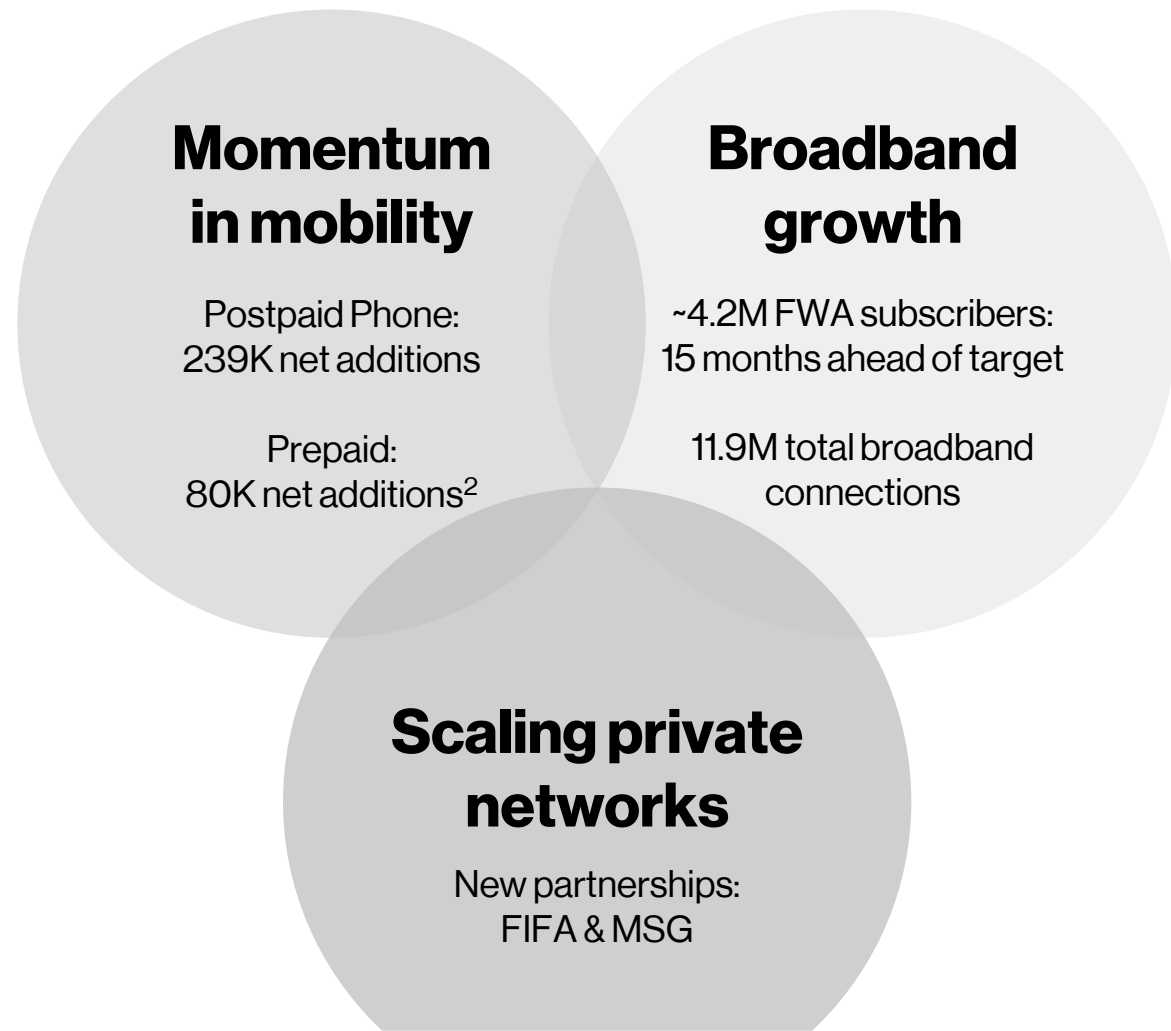 Momentum
in mobility
Postpaid Phone:
239K net additions
Prepaid:
80K net additions²
Broadband
growth
~4.2M FWA subscribers:
15 months ahead of target
11.9M total broadband
connections
Scaling private
networks
New partnerships:
FIFA & MSG